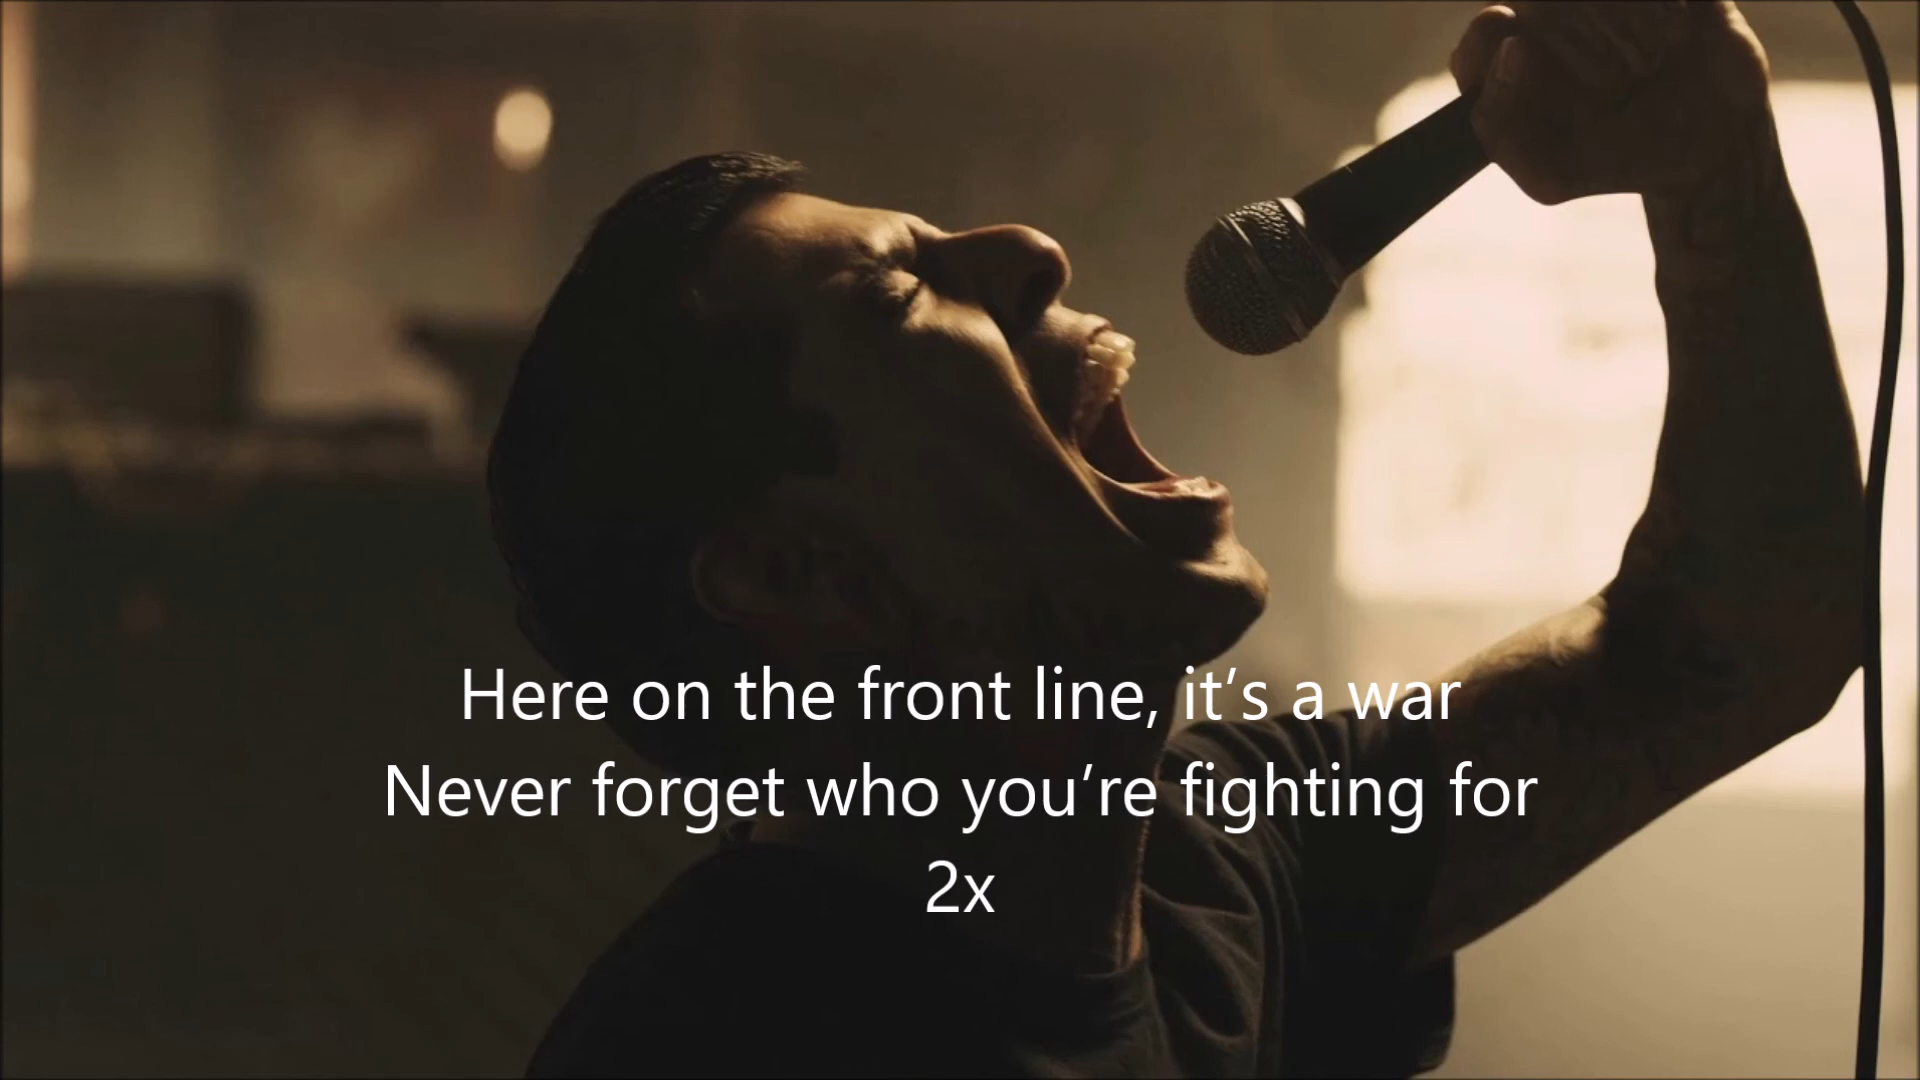 Here on the front line, it’s a war
Never forget who you’re fighting for
2x